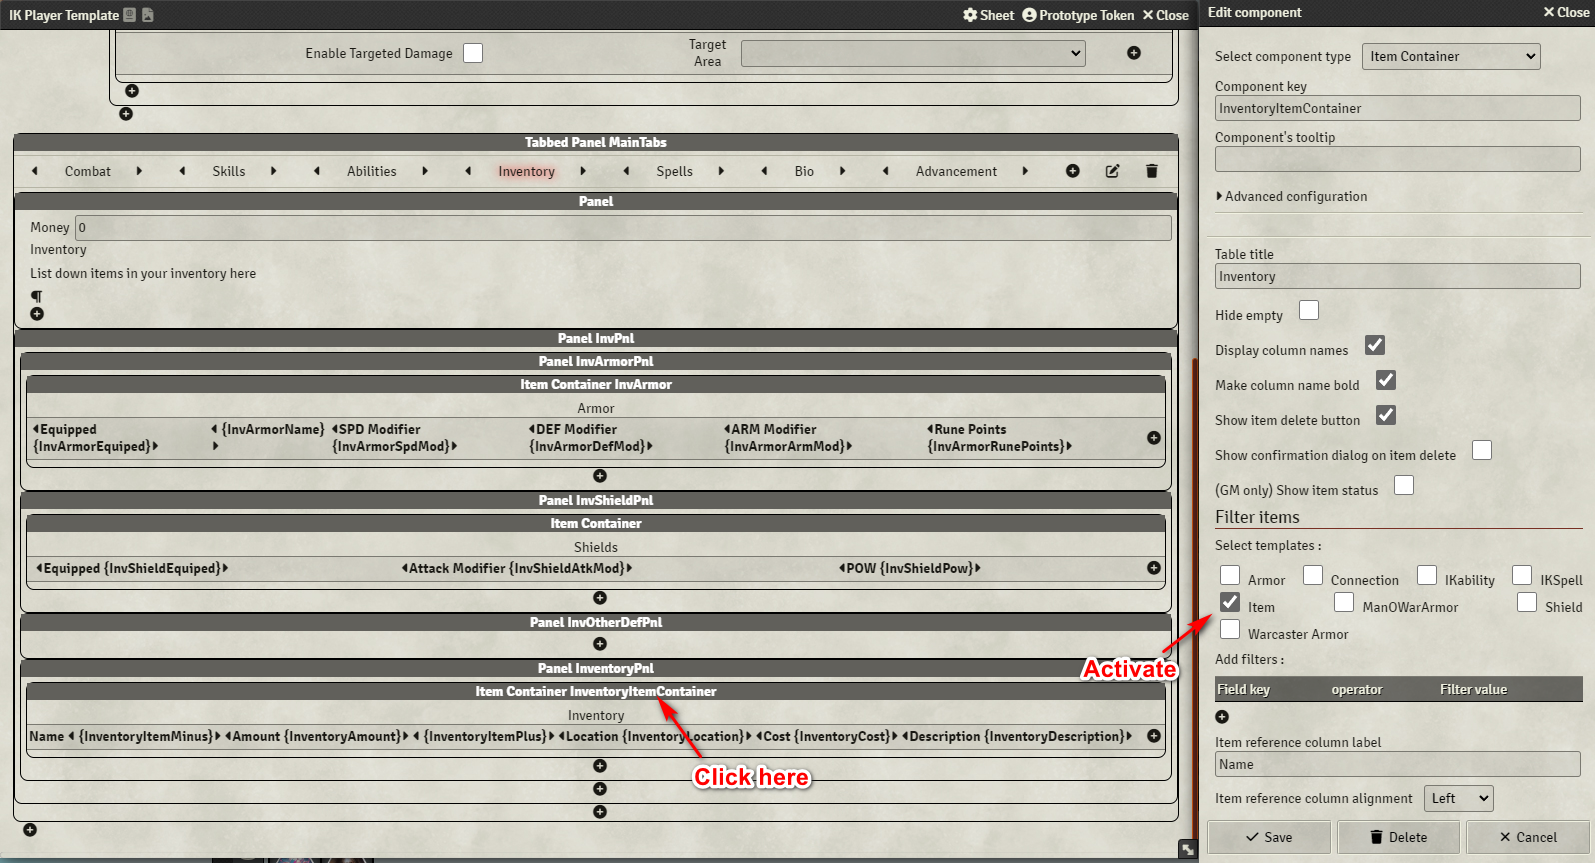 IK Player Template
Sheet Prototype Token Close
Enable Targeted Damage
Target
Area
Tabbed Panel MainTabs
Combat Skills Abilities Inventory Spells Bio Advancement
Panel
Money 0
Inventory
List down items in your inventory here
¶
Panel InvPnl
Panel InvArmorPnl
Item Container InvArmor
Armor
Equipped {InvArmorName} SPD Modifier DEF Modifier ARM Modifier Rune Points
{InvArmorEquiped} {InvArmorSpdMod} {InvArmorDefMod} {InvArmorArmMod} {InvArmorRunePoints}
Panel InvShieldPnl
Item Container
Shields
Equipped {InvShieldEquiped} Attack Modifier {InvShieldAtkMod} POW {InvShieldPow}
Panel InvOtherDefPnl
Panel InventoryPnl
Item Container InventoryItemContainer
Inventory
Name {InventoryItemMinus} Amount {InventoryAmount} {InventoryItemPlus} Location {InventoryLocation} Cost {InventoryCost} Description {InventoryDescription}
Click here
Edit component
Close
Select component type Item Container
Component key
InventoryItemContainer
Component's tooltip
Advanced configuration
Table title
Inventory
Hide empty
Display column names
Make column name bold
Show item delete button
Show confirmation dialog on item delete
(GM only) Show item status
Filter items
Select templates :
Armor Connection IKability IKSpell
Item ManOWarArmor Shield
Warcaster Armor
Activate
Add filters :
Field key operator Filter value
Item reference column label
Name
Item reference column alignment Left
Save Delete Cancel